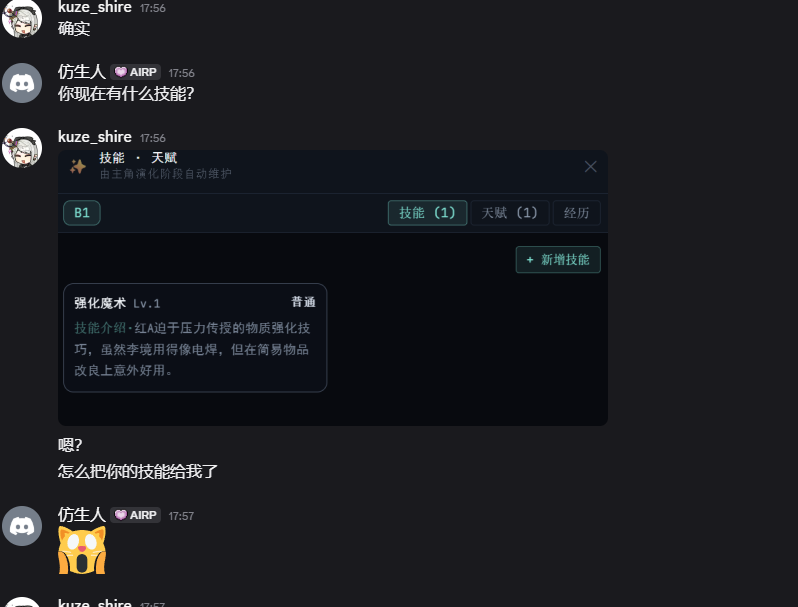 kuze_shire 17:56
确实
仿生人 AIRP 17:56
你现在有什么技能?
kuze_shire 17:56
技能 · 天赋
由主角演化阶段自动维护
B1
技能 (1) 天赋 (1) 经历
+ 新增技能
强化魔术 Lv.1 普通
技能介绍·红A迫于压力传授的物质强化技
巧，虽然李境用得像电焊，但在简易物品
改良上意外好用。
嗯?
怎么把你的技能给我了
仿生人 AIRP 17:57
kuze_shire 17:57